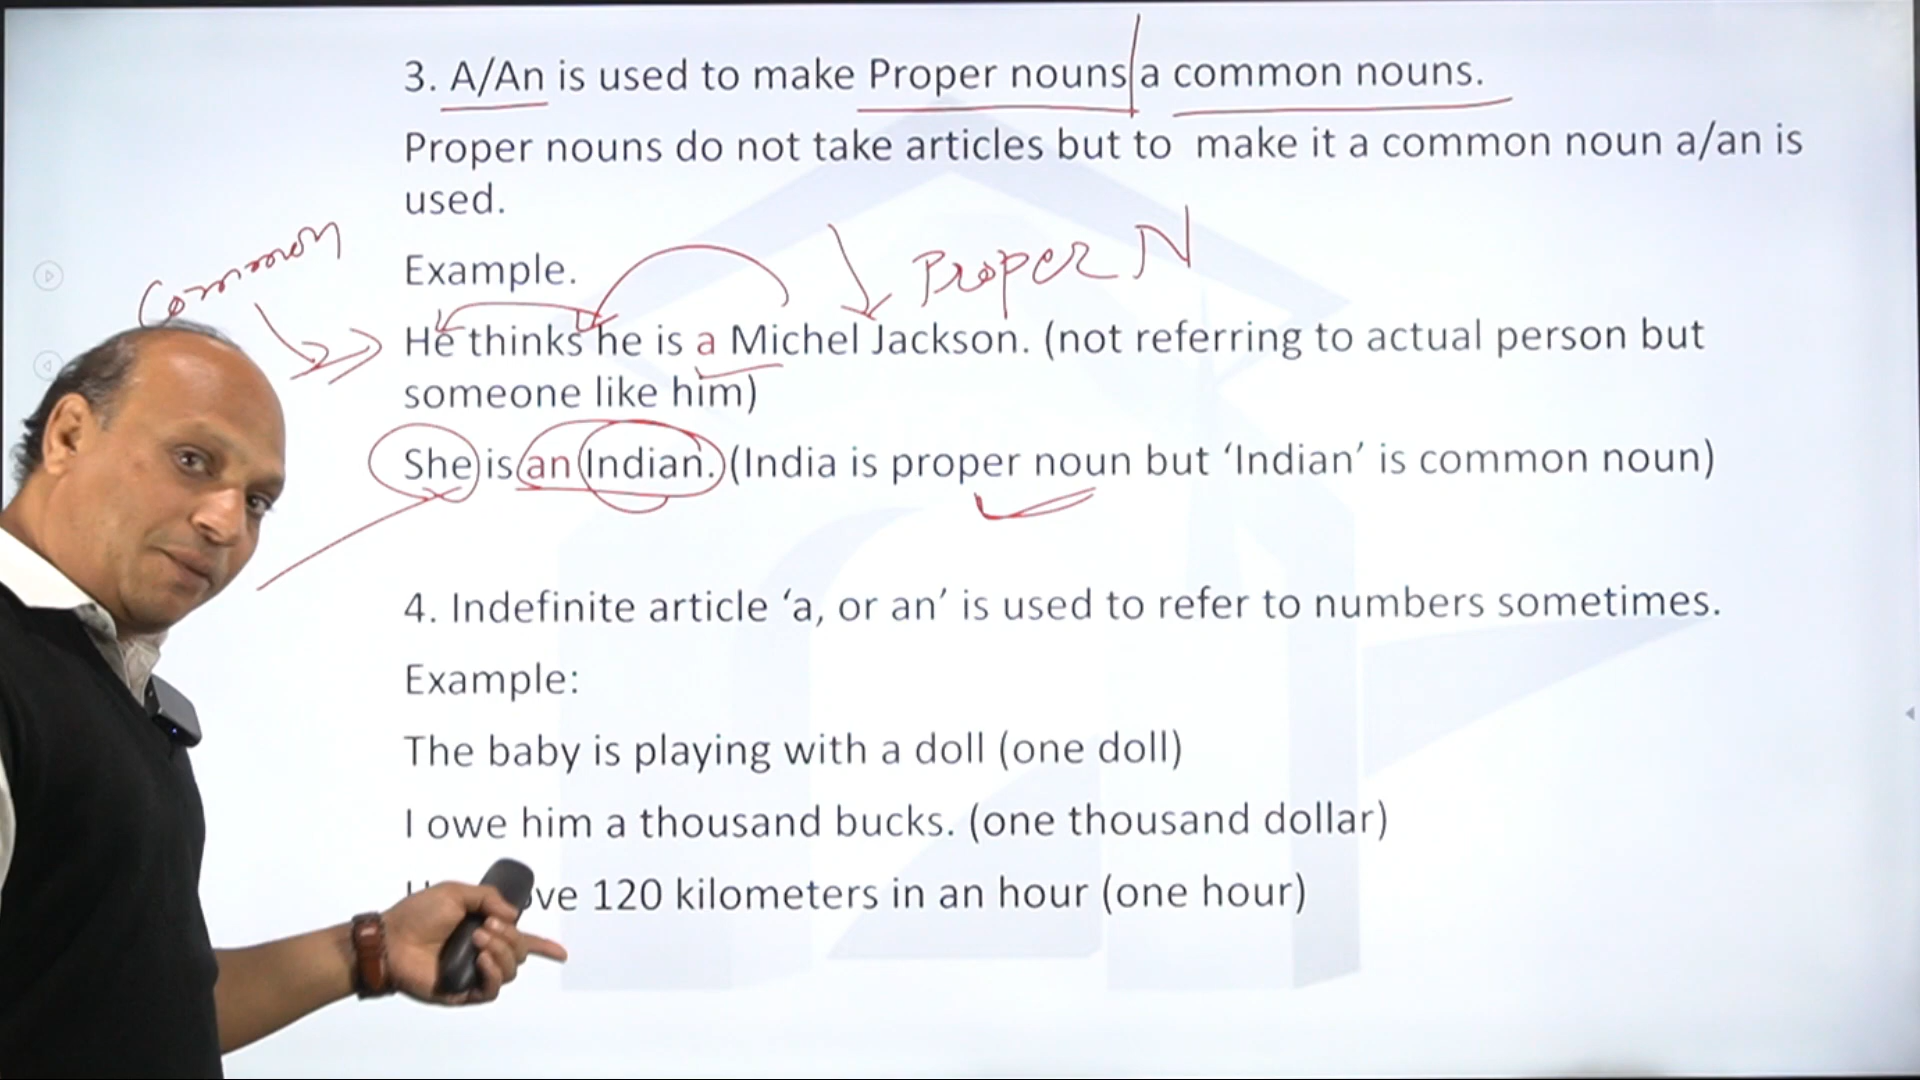 3. A/An is used to make Proper nouns a common nouns.
Proper nouns do not take articles but to make it a common noun a/an is
used.
Common
Proper N
Example.
He thinks he is a Michel Jackson. (not referring to actual person but
someone like him)
She is an Indian. (India is proper noun but ‘Indian’ is common noun)
4. Indefinite article ‘a, or an’ is used to refer to numbers sometimes.
Example:
The baby is playing with a doll (one doll)
I owe him a thousand bucks. (one thousand dollar)
120 kilometers in an hour (one hour)